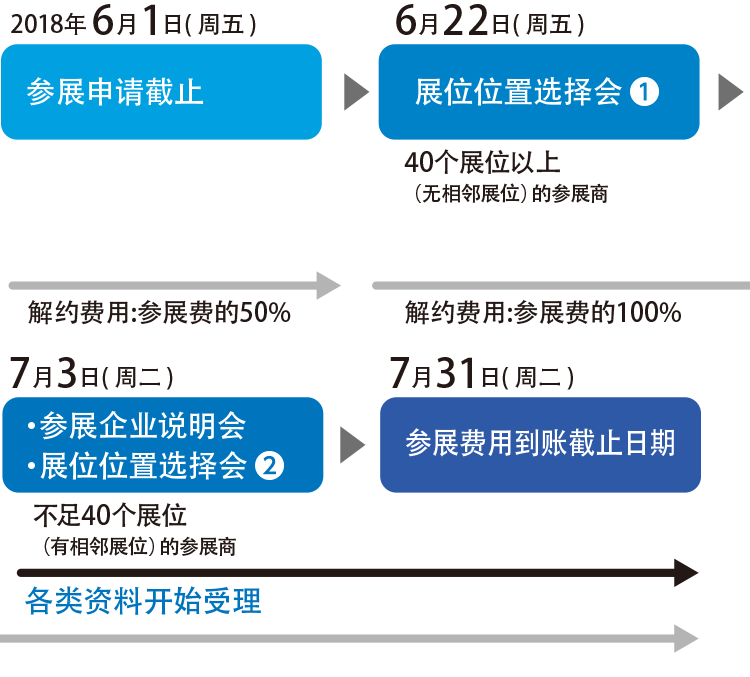 2018年6月1日(周五)
参展申请截止
6月22日(周五)
展位位置选择会 1
40个展位以上
(无相邻展位)的参展商
解约费用:参展费的50%
解约费用:参展费的100%
7月3日(周二)
·参展企业说明会
·展位位置选择会 2
不足40个展位
(有相邻展位)的参展商
7月31日(周二)
参展费用到账截止日期
各类资料开始受理